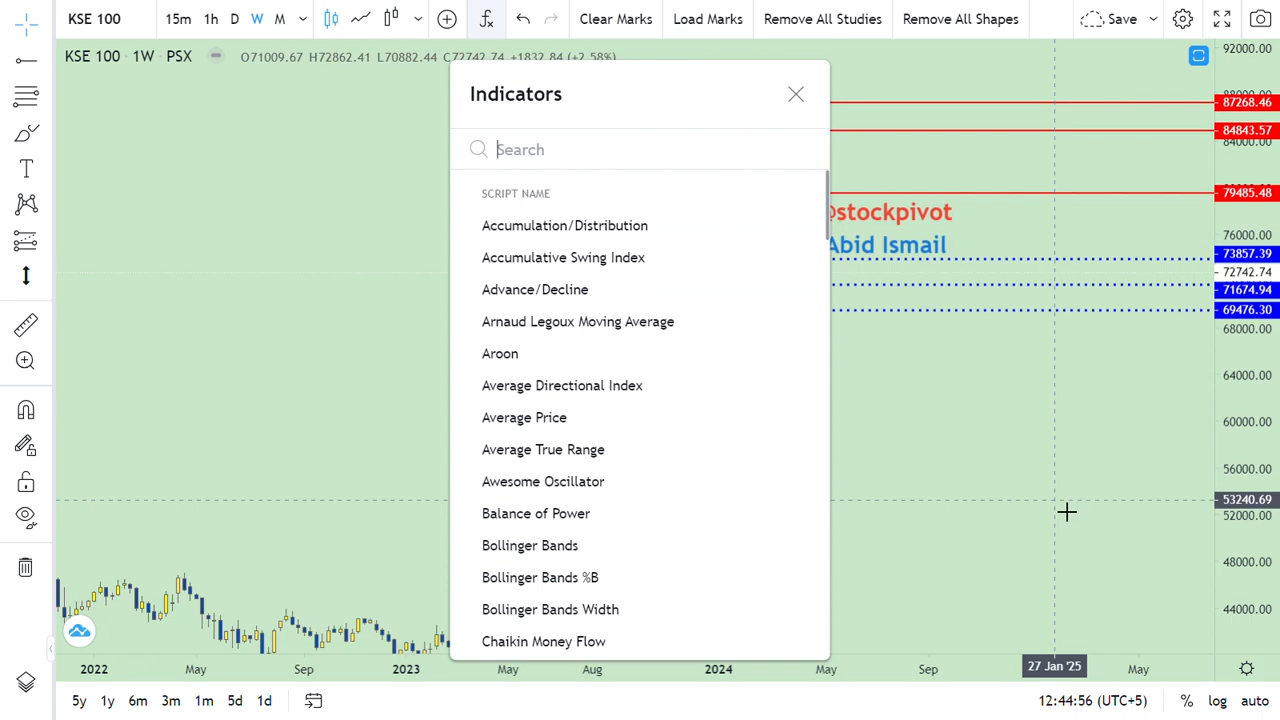 KSE 100 15m 1h D W M Clear Marks Load Marks Remove All Studies Remove All Shapes Save
KSE 100 · 1W · PSX O71009.67 H72862.41 L70882.44 C72742.74 +1832.84 (+2.58%)
Indicators
Search
SCRIPT NAME
Accumulation/Distribution
Accumulative Swing Index
Advance/Decline
Arnaud Legoux Moving Average
Aroon
Average Directional Index
Average Price
Average True Range
Awesome Oscillator
Balance of Power
Bollinger Bands
Bollinger Bands %B
Bollinger Bands Width
Chaikin Money Flow
@stockpivot
Abid Ismail
92000.00
88000.00
87268.46
84843.57
84000.00
79485.48
76000.00
73857.39
72742.74
71674.94
69476.30
68000.00
64000.00
60000.00
56000.00
53240.69
52000.00
48000.00
44000.00
2022 May Sep 2023 May Aug 2024 May Sep 27 Jan '25 May
5y 1y 6m 3m 1m 5d 1d 12:44:56 (UTC+5) % log auto